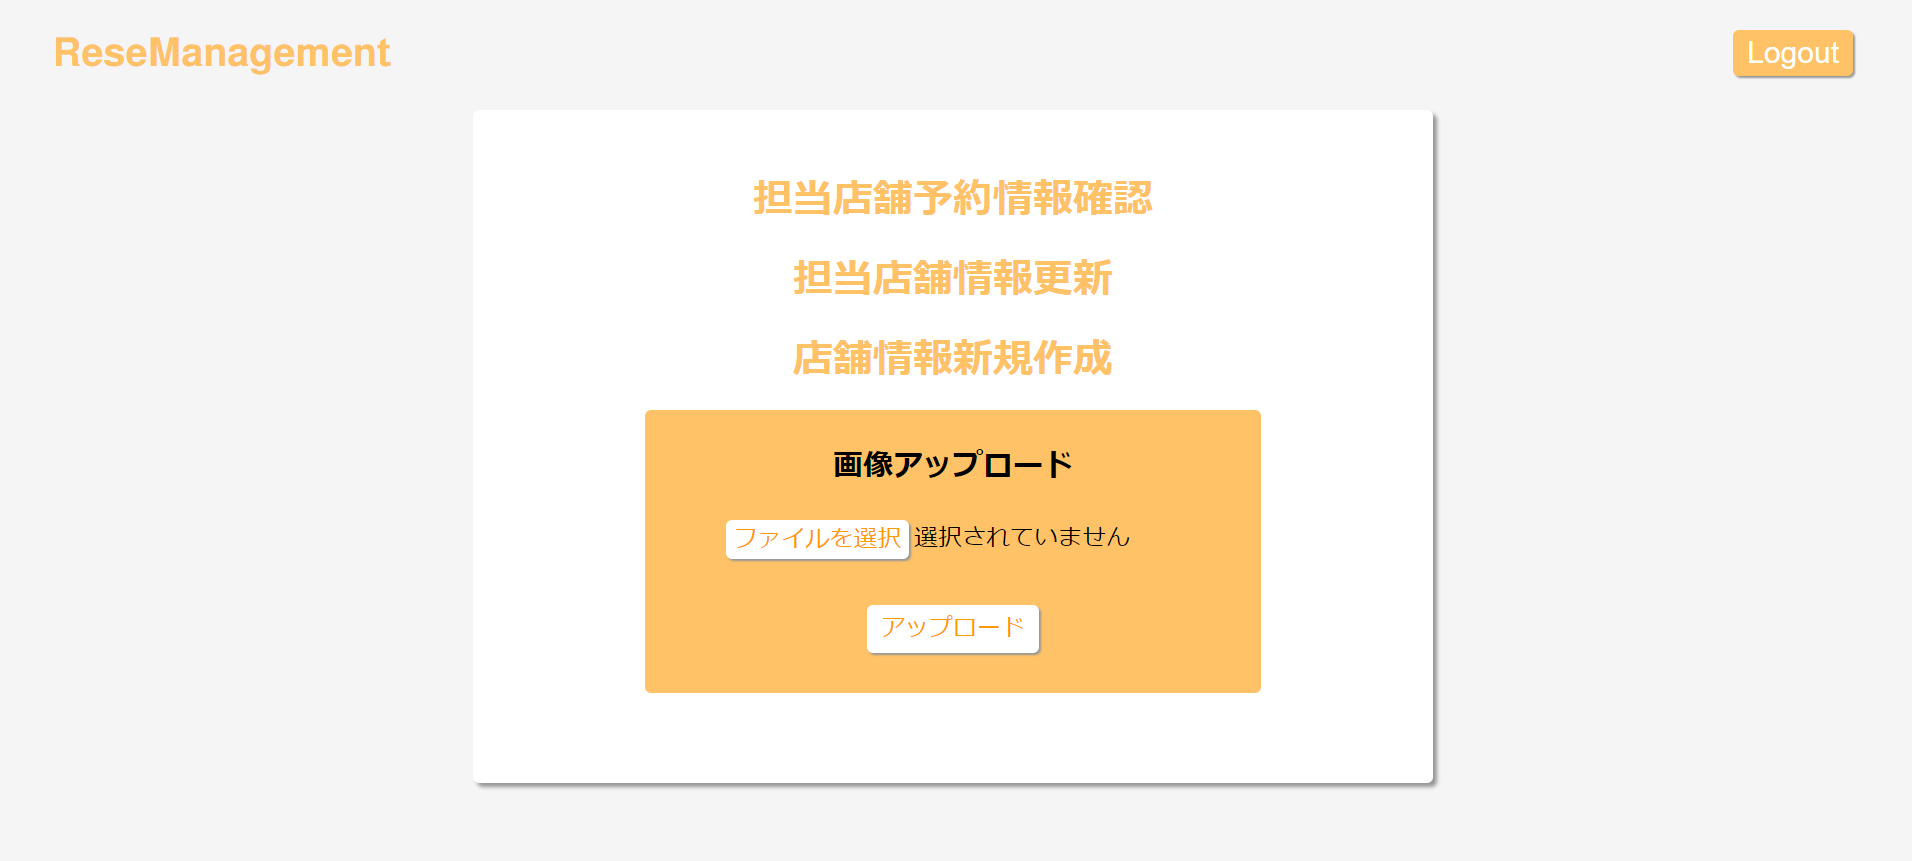 ReseManagement
Logout
担当店舗予約情報確認
担当店舗情報更新
店舗情報新規作成
画像アップロード
ファイルを選択 選択されていません
アップロード